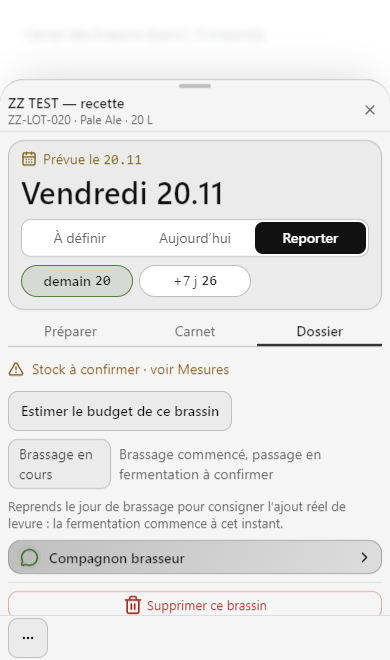 ZZ TEST — recette
ZZ-LOT-020 · Pale Ale · 20 L
Prévue le 20.11
Vendredi 20.11
À définir
Aujourd'hui
Reporter
demain 20
+7 j 26
Préparer
Carnet
Dossier
Stock à confirmer · voir Mesures
Estimer le budget de ce brassin
Brassage en
cours
Brassage commencé, passage en
fermentation à confirmer
Reprends le jour de brassage pour consigner l'ajout réel de
levure : la fermentation commence à cet instant.
Compagnon brasseur
Supprimer ce brassin
...